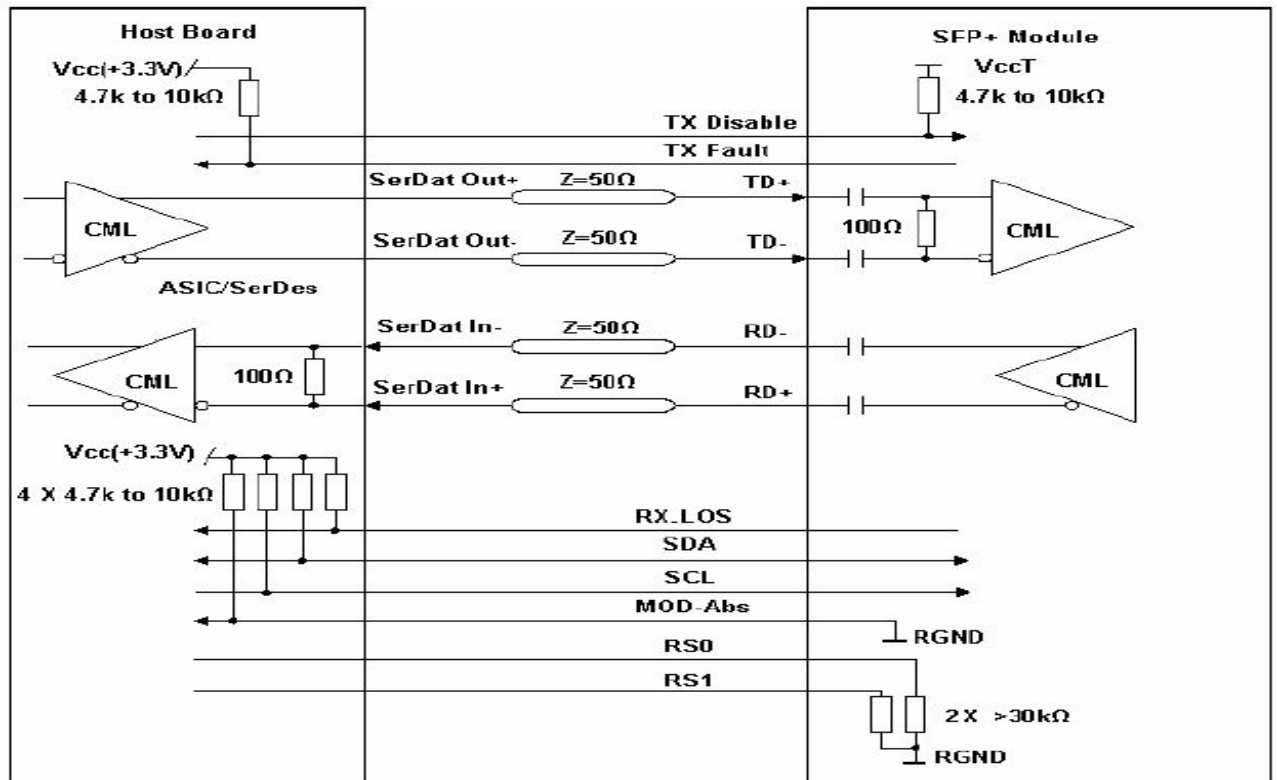 Host Board
SFP+ Module
Vcc(+3.3V)
4.7k to 10kΩ
VccT
4.7k to 10kΩ
TX Disable
TX Fault
SerDat Out+
Z=50Ω
TD+
CML
100Ω
CML
SerDat Out-
Z=50Ω
TD-
ASIC/SerDes
SerDat In-
Z=50Ω
RD-
CML
100Ω
SerDat In+
Z=50Ω
RD+
CML
Vcc(+3.3V)
4 X 4.7k to 10kΩ
RX_LOS
SDA
SCL
MOD-Abs
RGND
RS0
RS1
2X >30kΩ
RGND